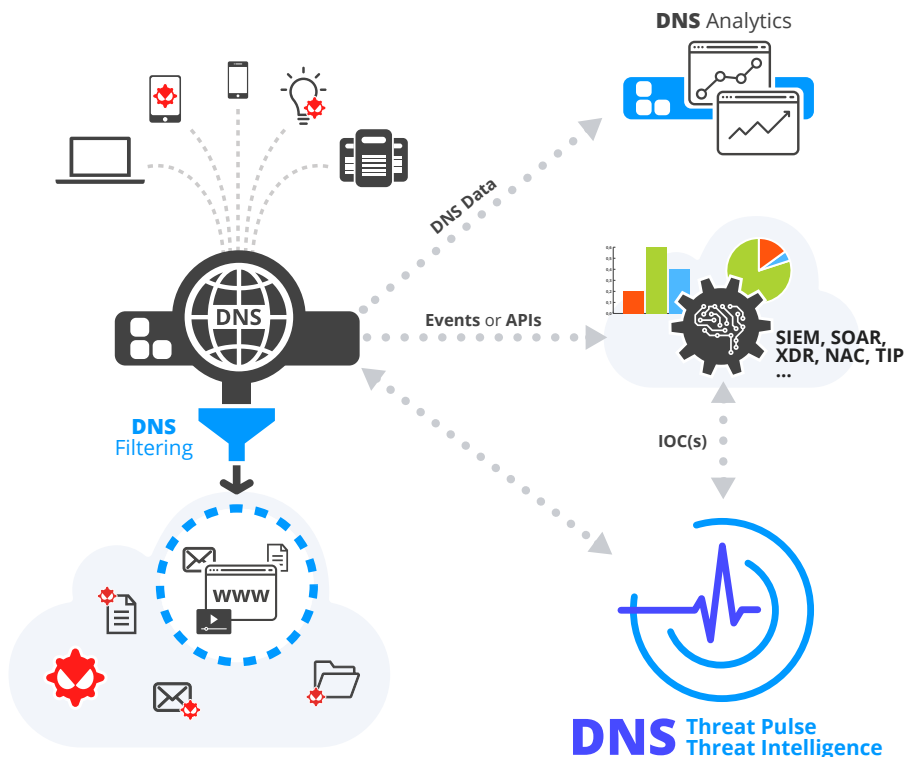 DNS Analytics
DNS Data
DNS
Events or APIs
SIEM, SOAR,
XDR, NAC, TIP
...
DNS
Filtering
IOC(s)
www
DNS Threat Pulse
Threat Intelligence